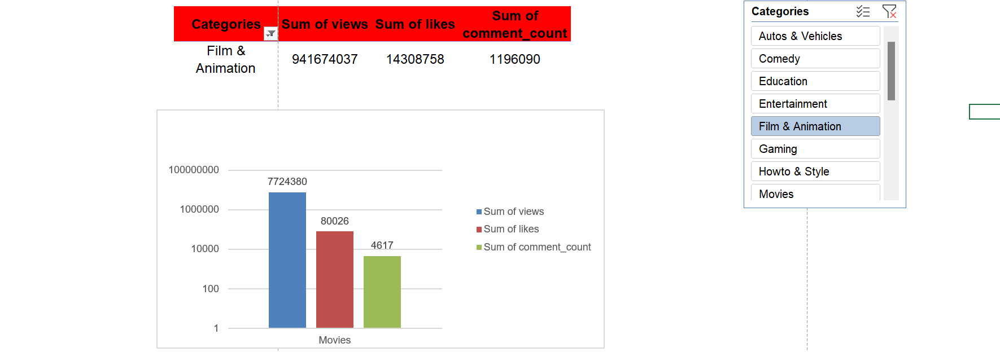 Categories Sum of views Sum of likes Sum of
comment_count
Film &
Animation 941674037 14308758 1196090
100000000
1000000
10000
100
1
7724380
80026
4617
Movies
Sum of views
Sum of likes
Sum of comment_count
Categories
Autos & Vehicles
Comedy
Education
Entertainment
Film & Animation
Gaming
Howto & Style
Movies